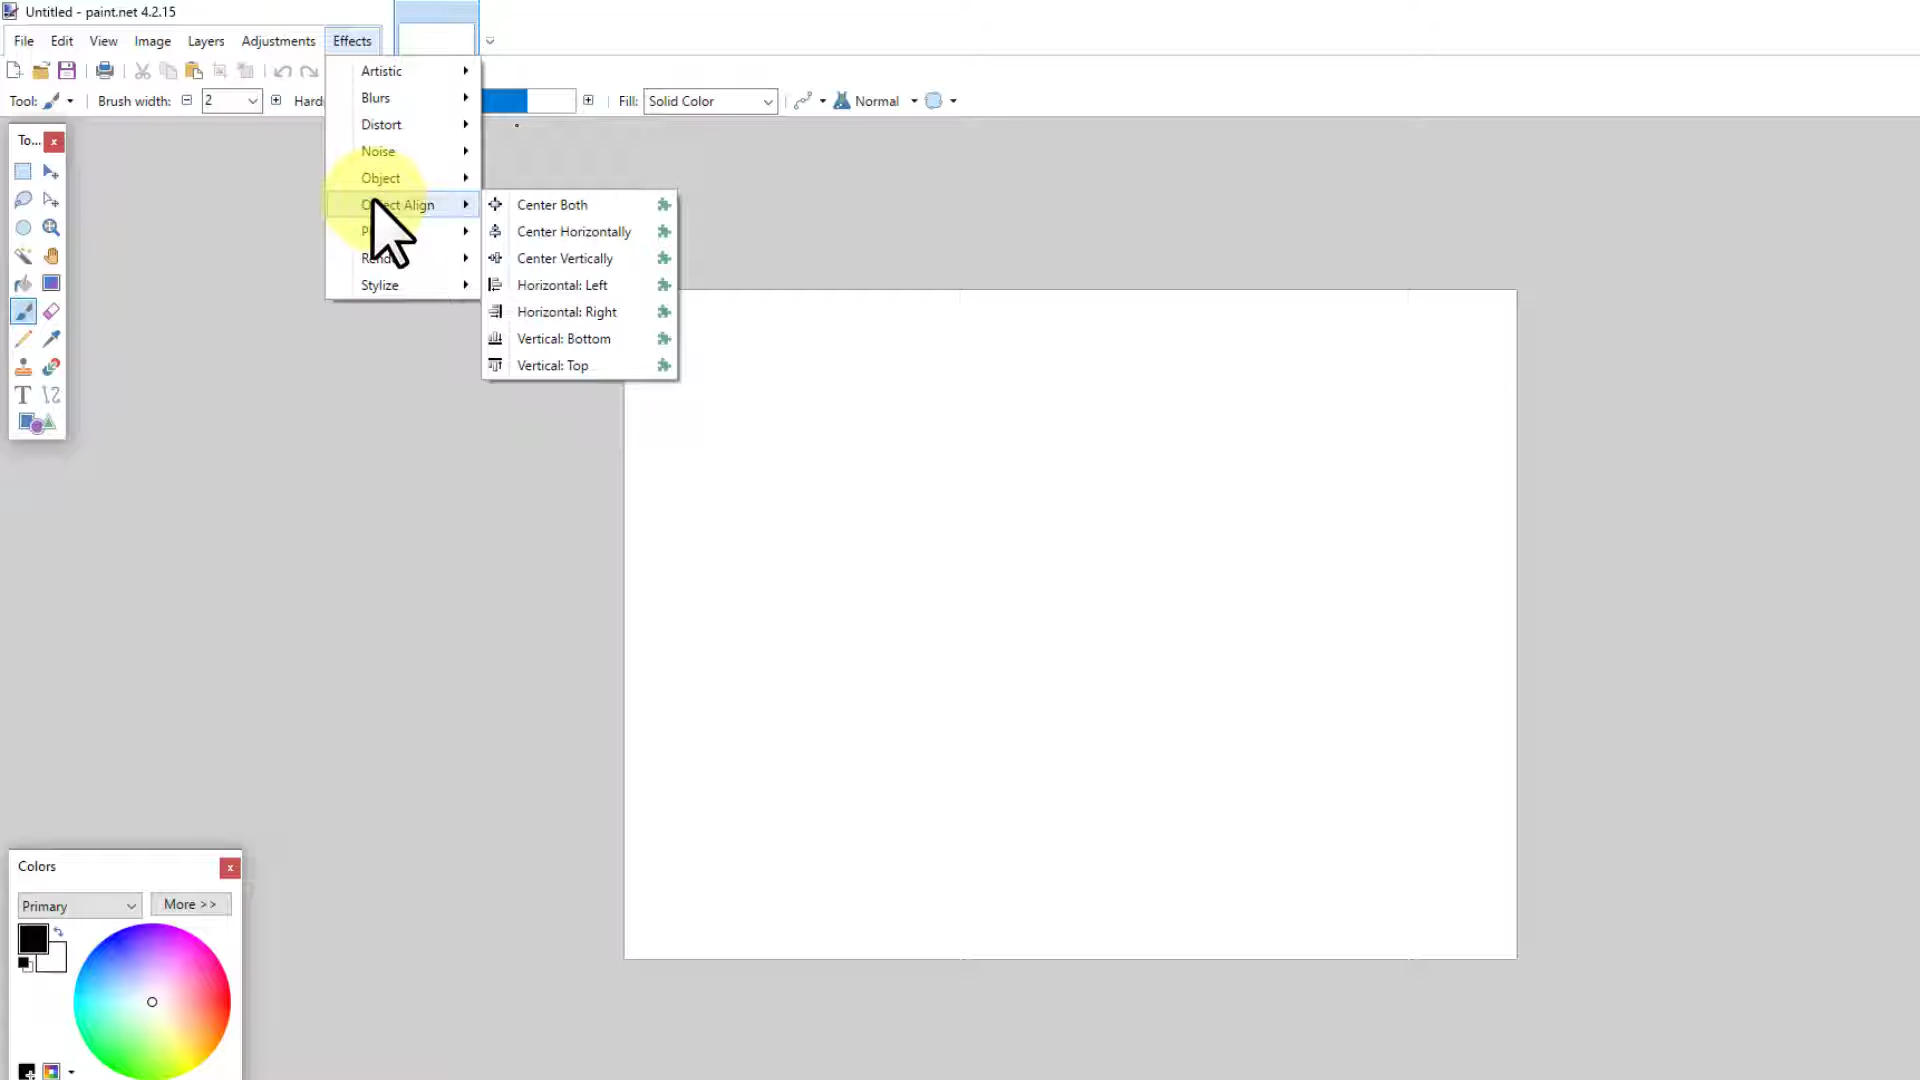 Untitled - paint.net 4.2.15
File Edit View Image Layers Adjustments Effects
Tool: Brush width: 2 Fill: Solid Color Normal
Artistic
Blurs
Distort
Noise
Object
Align
Stylize
Center Both
Center Horizontally
Center Vertically
Horizontal: Left
Horizontal: Right
Vertical: Bottom
Vertical: Top
To...
Colors
Primary More >>